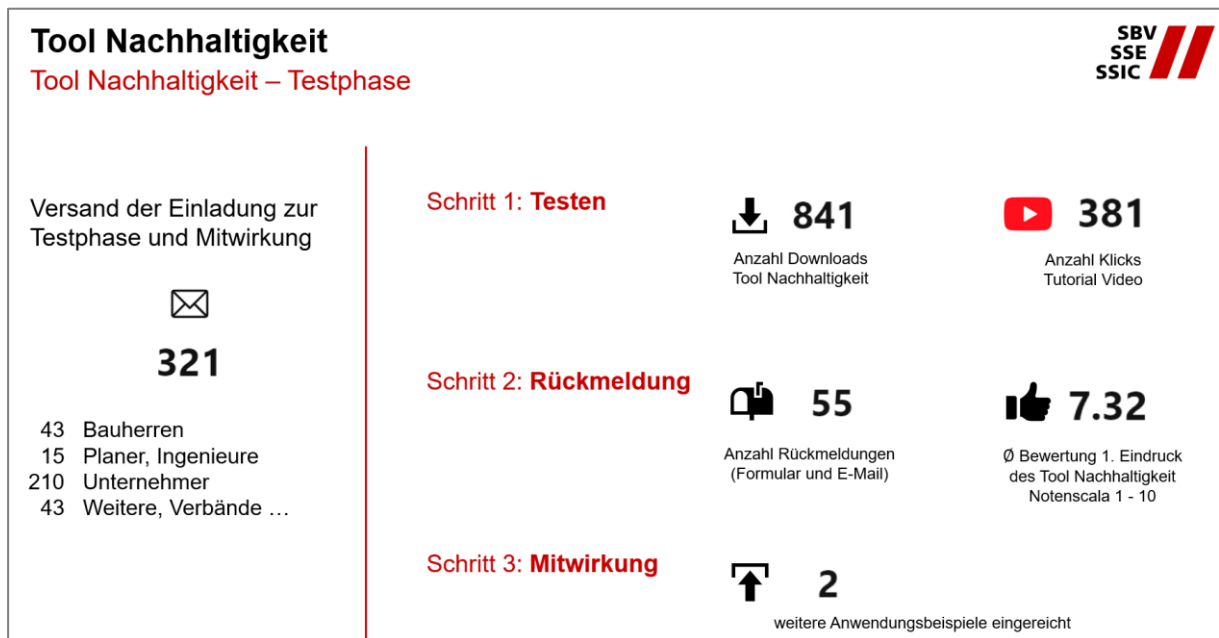 Tool Nachhaltigkeit
Tool Nachhaltigkeit – Testphase
SBV
SSE
SSIC
Versand der Einladung zur
Testphase und Mitwirkung
321
43 Bauherren
15 Planer, Ingenieure
210 Unternehmer
43 Weitere, Verbände …
Schritt 1: Testen
841
Anzahl Downloads
Tool Nachhaltigkeit
381
Anzahl Klicks
Tutorial Video
Schritt 2: Rückmeldung
55
Anzahl Rückmeldungen
(Formular und E-Mail)
7.32
Ø Bewertung 1. Eindruck
des Tool Nachhaltigkeit
Notenscala 1 - 10
Schritt 3: Mitwirkung
2
weitere Anwendungsbeispiele eingereicht